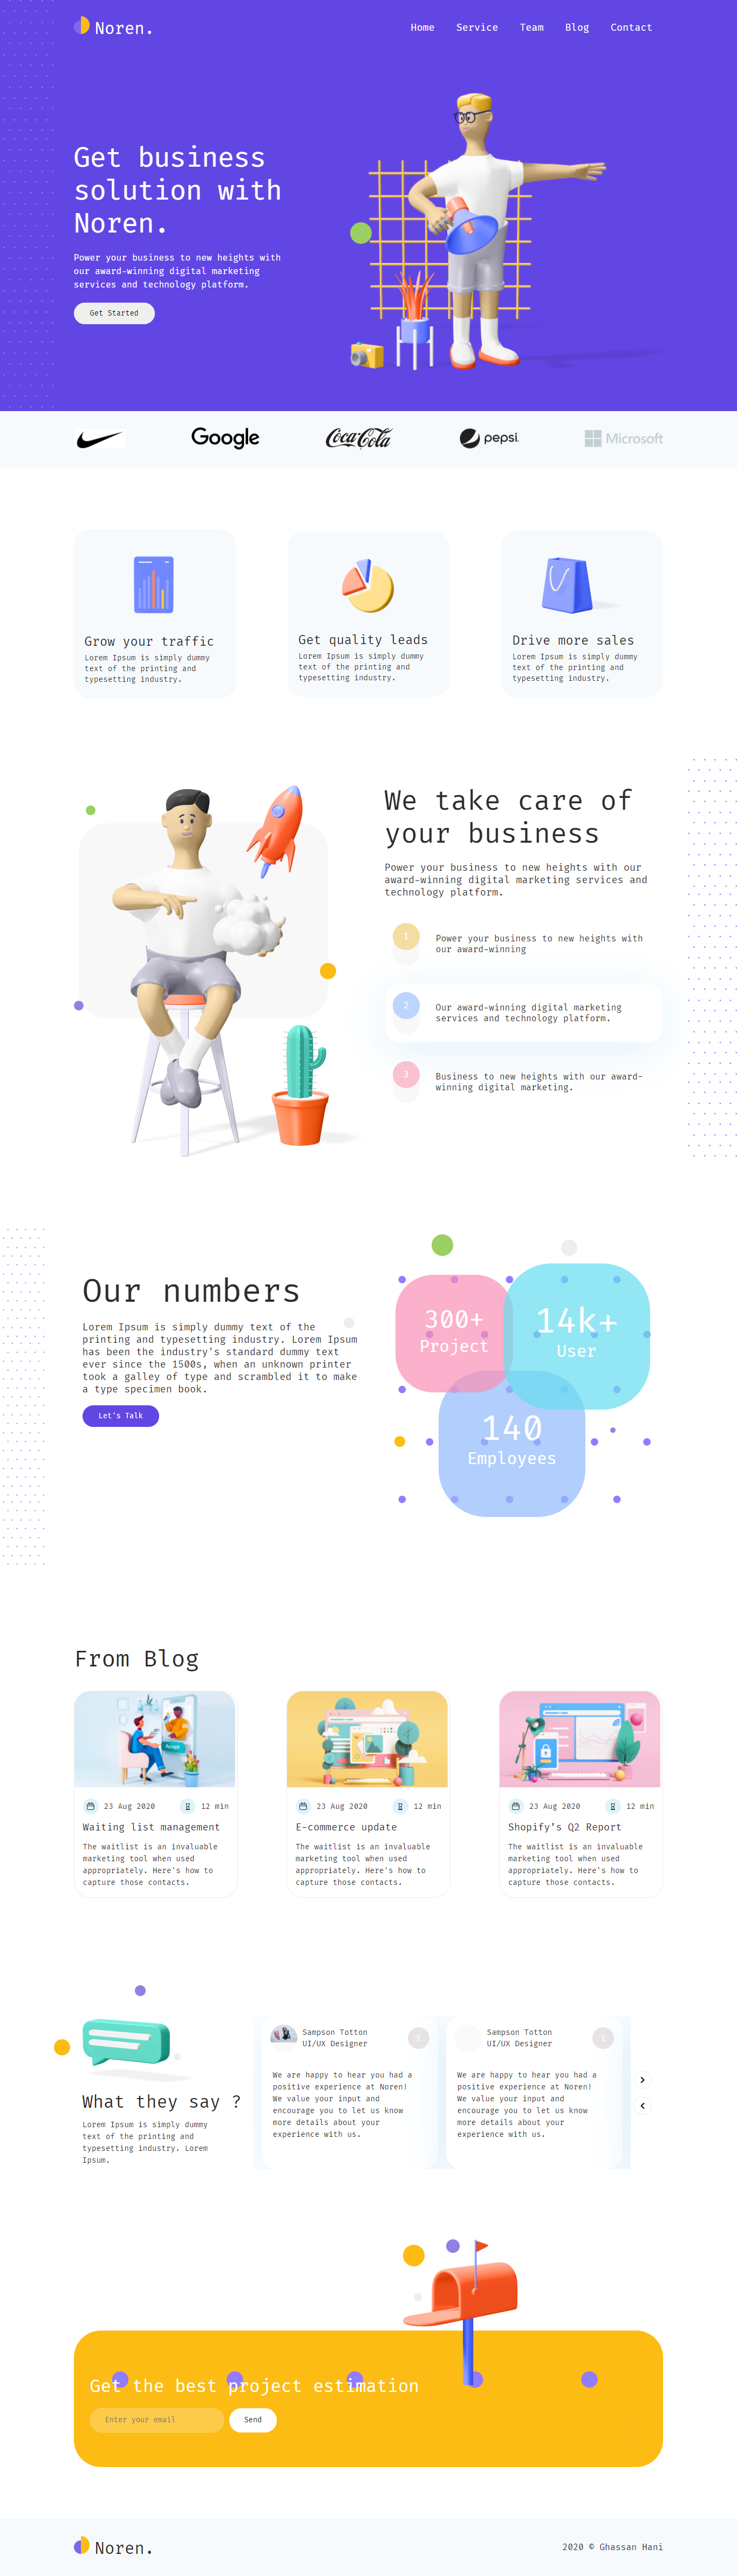 Noren.
Home Service Team Blog Contact
Get business
solution with
Noren.
Power your business to new heights with
our award-winning digital marketing
services and technology platform.
Get Started
Google
Coca-Cola
pepsi
Microsoft
Grow your traffic
Lorem Ipsum is simply dummy
text of the printing and
typesetting industry.
Get quality leads
Lorem Ipsum is simply dummy
text of the printing and
typesetting industry.
Drive more sales
Lorem Ipsum is simply dummy
text of the printing and
typesetting industry.
We take care of
your business
Power your business to new heights with our
award-winning digital marketing services and
technology platform.
1
Power your business to new heights with
our award-winning
2
Our award-winning digital marketing
services and technology platform.
3
Business to new heights with our award-
winning digital marketing.
Our numbers
Lorem Ipsum is simply dummy text of the
printing and typesetting industry. Lorem Ipsum
has been the industry's standard dummy text
ever since the 1500s, when an unknown printer
took a galley of type and scrambled it to make
a type specimen book.
Let's Talk
300+
Project
14k+
User
140
Employees
From Blog
Accept
23 Aug 2020 12 min
Waiting list management
The waitlist is an invaluable
marketing tool when used
appropriately. Here's how to
capture those contacts.
23 Aug 2020 12 min
E-commerce update
The waitlist is an invaluable
marketing tool when used
appropriately. Here's how to
capture those contacts.
23 Aug 2020 12 min
Shopify’s Q2 Report
The waitlist is an invaluable
marketing tool when used
appropriately. Here's how to
capture those contacts.
What they say ?
Lorem Ipsum is simply dummy
text of the printing and
typesetting industry. Lorem
Ipsum.
Sampson Totton
UI/UX Designer
We are happy to hear you had a
positive experience at Noren!
We value your input and
encourage you to let us know
more details about your
experience with us.
Sampson Totton
UI/UX Designer
We are happy to hear you had a
positive experience at Noren!
We value your input and
encourage you to let us know
more details about your
experience with us.
Get the best project estimation
Enter your email
Send
Noren.
2020 © Ghassan Hani